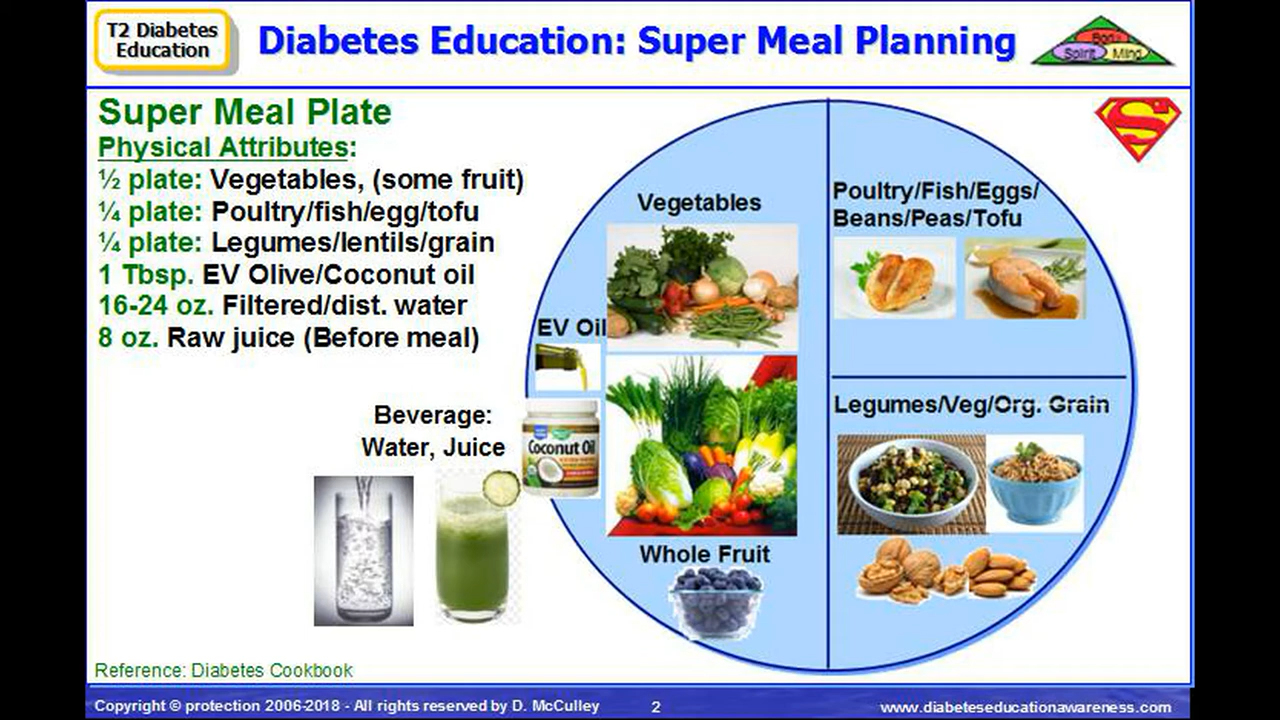 T2 Diabetes
Education
Diabetes Education: Super Meal Planning
Body
Spirit Mind
Super Meal Plate
Physical Attributes:
½ plate: Vegetables, (some fruit)
¼ plate: Poultry/fish/egg/tofu
¼ plate: Legumes/lentils/grain
1 Tbsp. EV Olive/Coconut oil
16-24 oz. Filtered/dist. water
8 oz. Raw juice (Before meal)
Beverage:
Water, Juice
Vegetables
EV Oil
Coconut Oil
Whole Fruit
Poultry/Fish/Eggs/
Beans/Peas/Tofu
Legumes/Veg/Org. Grain
S
Reference: Diabetes Cookbook
Copyright © protection 2006-2018 - All rights reserved by D. McCulley
2
www.diabeteseducationawareness.com